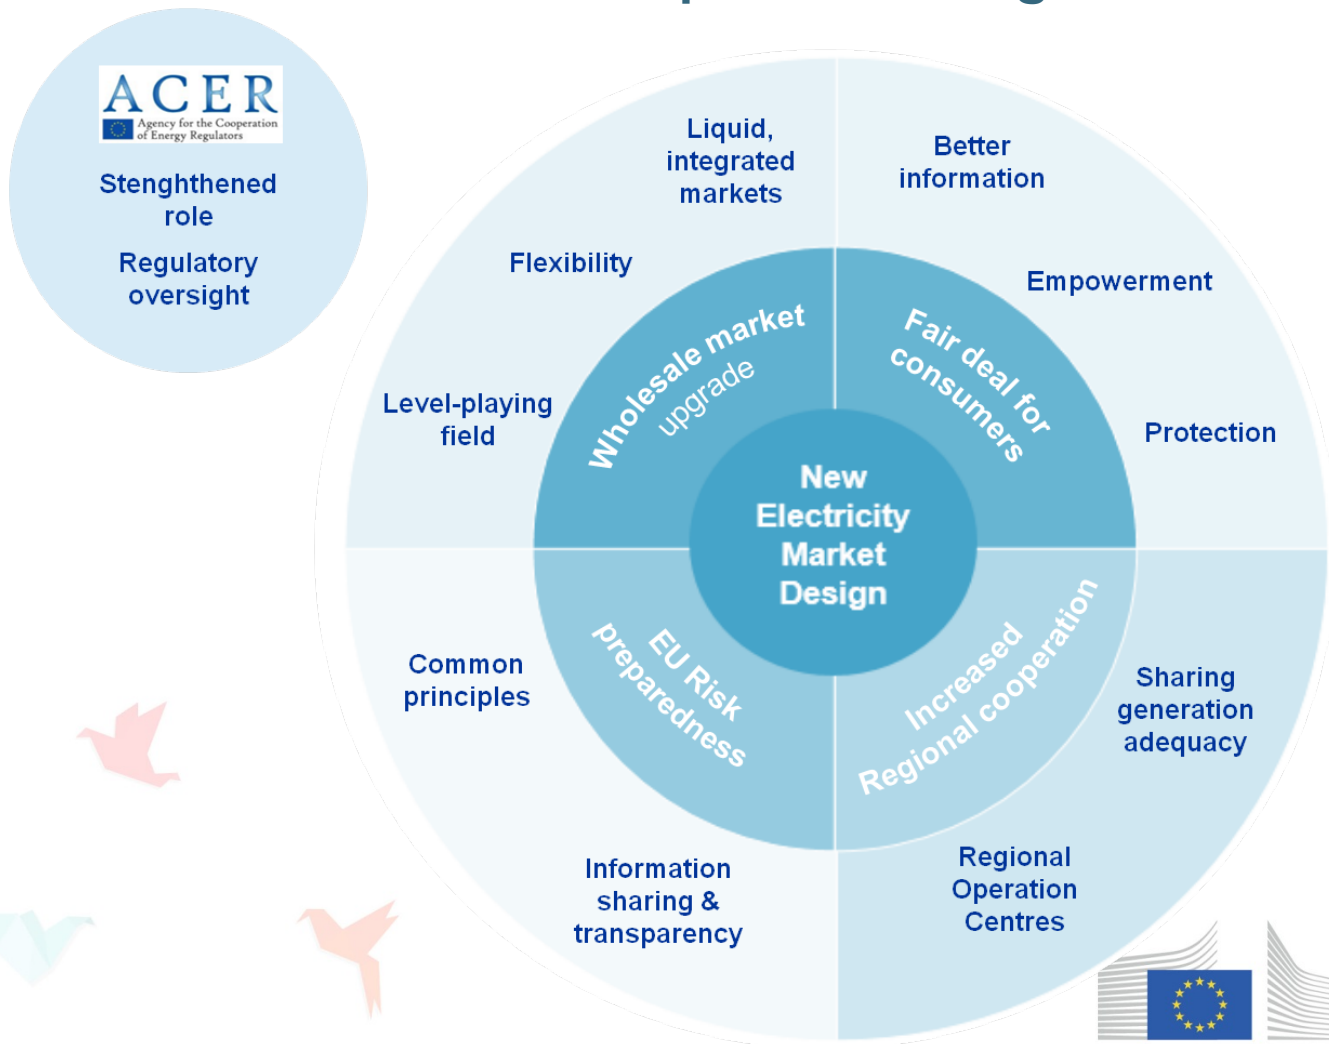 ACER
Agency for the Cooperation
of Energy Regulators
Stenghthened
role
Regulatory
oversight
Liquid,
integrated
markets
Flexibility
Level-playing
field
Wholesale market
upgrade
Better
information
Empowerment
Protection
Fair deal for
consumers
New
Electricity
Market
Design
Common
principles
Information
sharing &
transparency
EU Risk
preparedness
Increased
Regional cooperation
Sharing
generation
adequacy
Regional
Operation
Centres